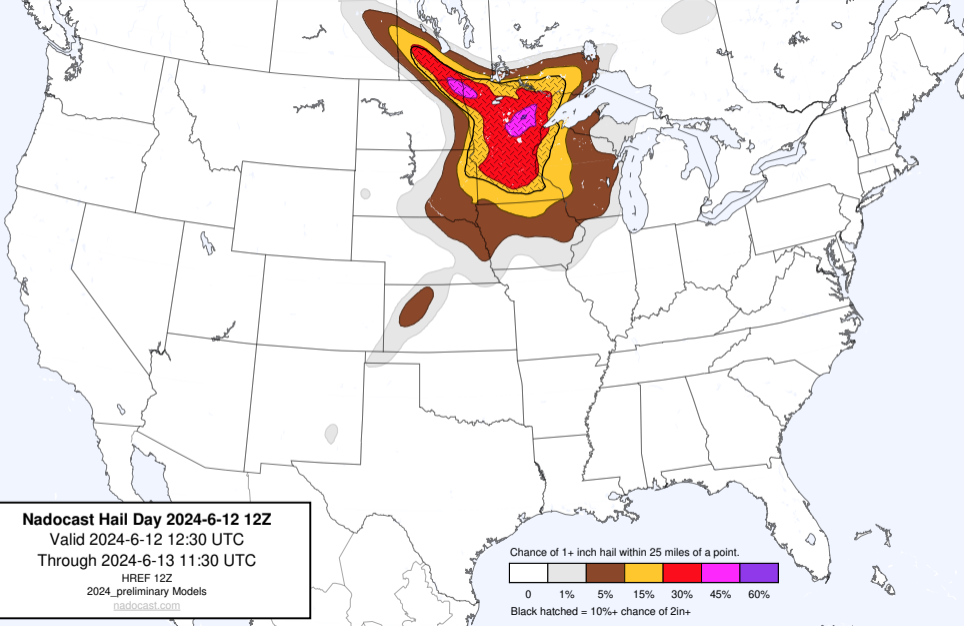 Nadocast Hail Day 2024-6-12 12Z
Valid 2024-6-12 12:30 UTC
Through 2024-6-13 11:30 UTC
HREF 12Z
2024_preliminary Models
nadocast.com
Chance of 1+ inch hail within 25 miles of a point.
0 1% 5% 15% 30% 45% 60%
Black hatched = 10%+ chance of 2in+